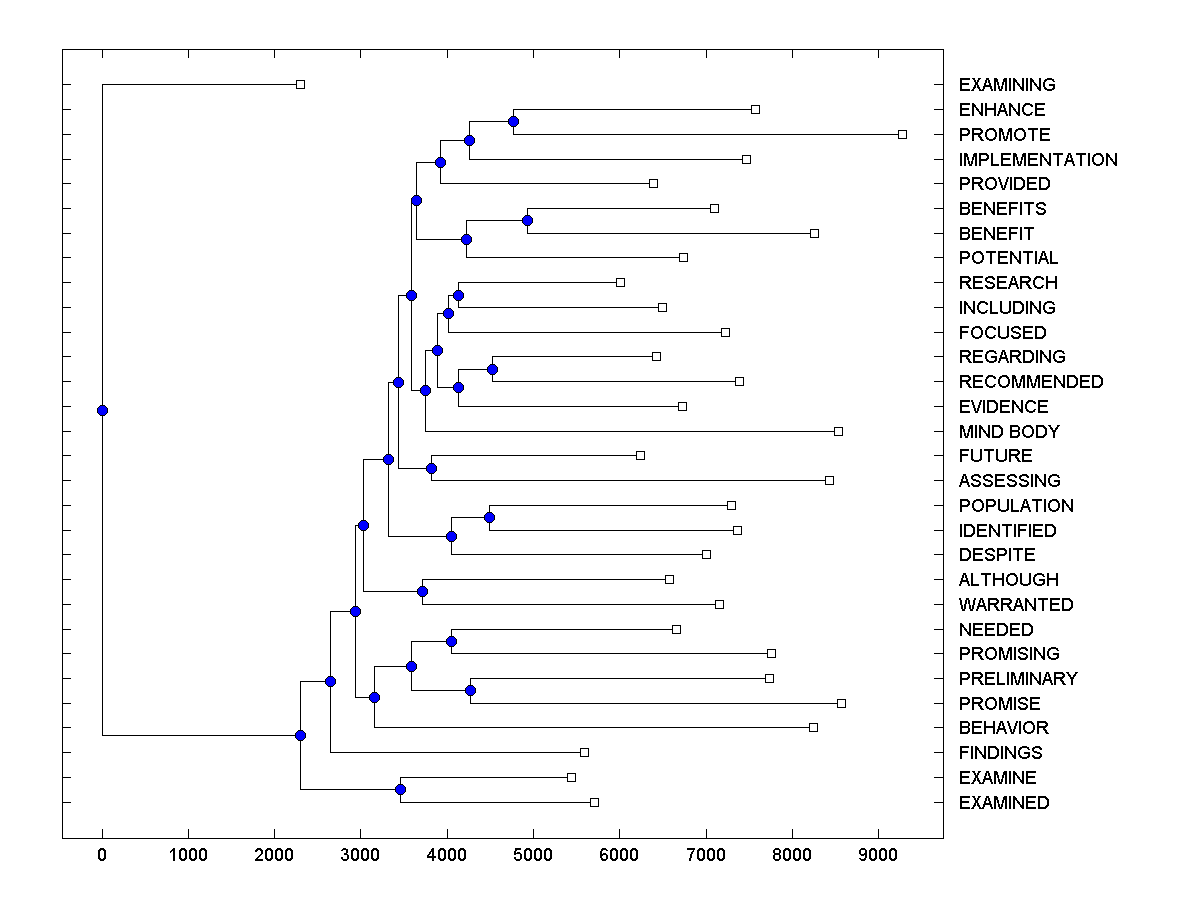 EXAMINING
ENHANCE
PROMOTE
IMPLEMENTATION
PROVIDED
BENEFITS
BENEFIT
POTENTIAL
RESEARCH
INCLUDING
FOCUSED
REGARDING
RECOMMENDED
EVIDENCE
MIND BODY
FUTURE
ASSESSING
POPULATION
IDENTIFIED
DESPITE
ALTHOUGH
WARRANTED
NEEDED
PROMISING
PRELIMINARY
PROMISE
BEHAVIOR
FINDINGS
EXAMINE
EXAMINED
0 1000 2000 3000 4000 5000 6000 7000 8000 9000